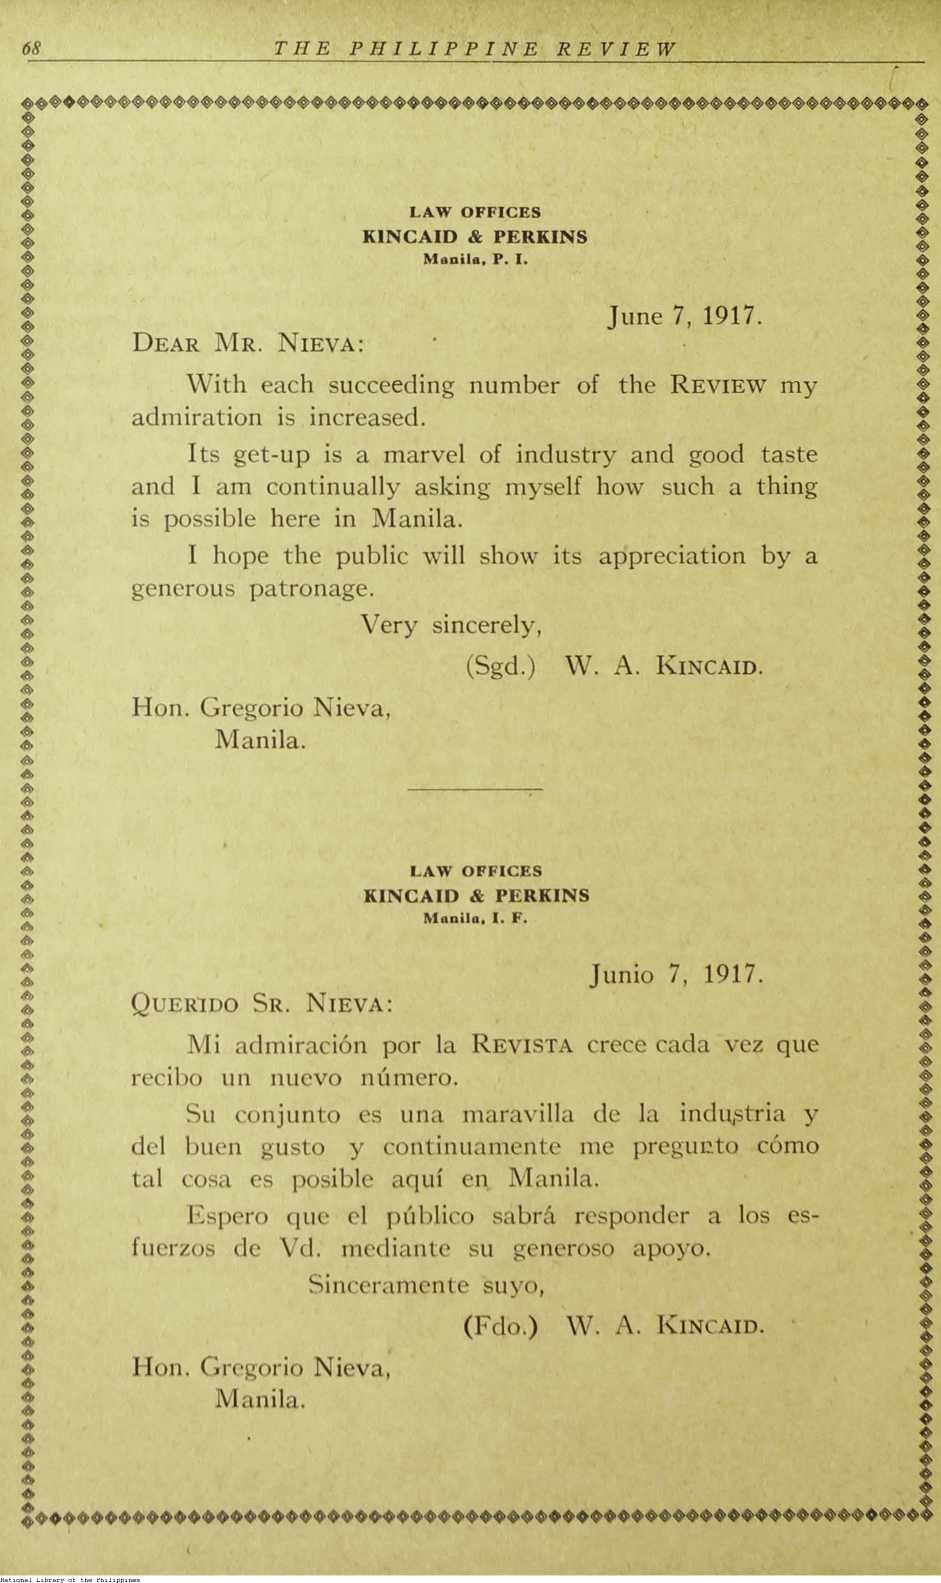 68
THE PHILIPPINE REVIEW
LAW OFFICES
KINCAID & PERKINS
Manila, P. I.
June 7, 1917.
DEAR MR. NIEVA:
With each succeeding number of the REVIEW my
admiration is increased.
Its get-up is a marvel of industry and good taste
and I am continually asking myself how such a thing
is possible here in Manila.
I hope the public will show its appreciation by a
generous patronage.
Very sincerely,
(Sgd.) W. A. KINCAID.
Hon. Gregorio Nieva,
Manila.
LAW OFFICES
KINCAID & PERKINS
Manila, I. F.
Junio 7, 1917.
QUERIDO SR. NIEVA:
Mi admiración por la REVISTA crece cada vez que
recibo un nuevo número.
Su conjunto es una maravilla de la industria y
del buen gusto y continuamente me pregunto cómo
tal cosa es posible aquí en Manila.
Espero que el público sabrá responder a los es-
fuerzos de Vd. mediante su generoso apoyo.
Sinceramente suyo,
(Fdo.) W. A. KINCAID.
Hon. Gregorio Nieva,
Manila.
National Library of the Philippines